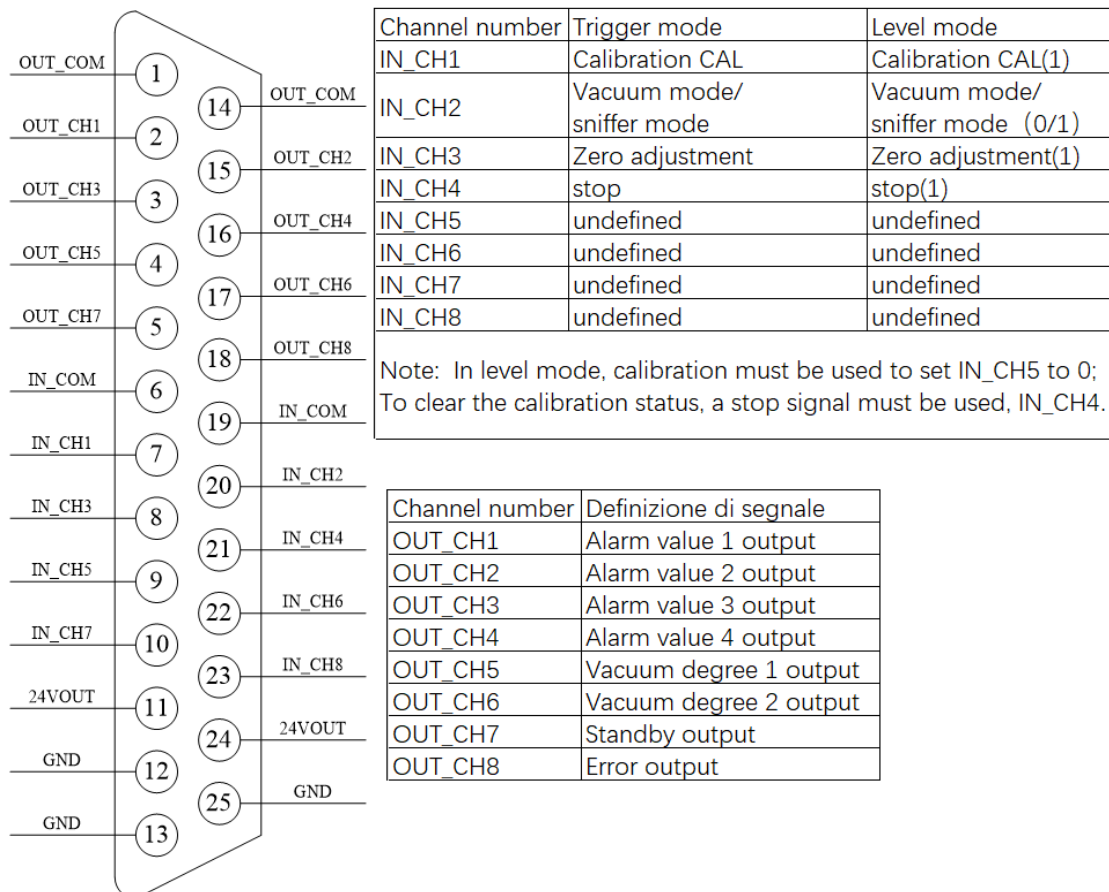 OUT_COM
1
OUT_CH1
2
OUT_CH3
3
OUT_CH5
4
OUT_CH7
5
IN_COM
6
IN_CH1
7
IN_CH3
8
IN_CH5
9
IN_CH7
10
24VOUT
11
GND
12
GND
13
14 OUT_COM
15 OUT_CH2
16 OUT_CH4
17 OUT_CH6
18 OUT_CH8
19 IN_COM
20 IN_CH2
21 IN_CH4
22 IN_CH6
23 IN_CH8
24 24VOUT
25 GND
Channel number Trigger mode Level mode
IN_CH1 Calibration CAL Calibration CAL(1)
IN_CH2 Vacuum mode/ sniffer mode Vacuum mode/ sniffer mode（0/1）
IN_CH3 Zero adjustment Zero adjustment(1)
IN_CH4 stop stop(1)
IN_CH5 undefined undefined
IN_CH6 undefined undefined
IN_CH7 undefined undefined
IN_CH8 undefined undefined
Note: In level mode, calibration must be used to set IN_CH5 to 0;
To clear the calibration status, a stop signal must be used, IN_CH4.
Channel number Definizione di segnale
OUT_CH1 Alarm value 1 output
OUT_CH2 Alarm value 2 output
OUT_CH3 Alarm value 3 output
OUT_CH4 Alarm value 4 output
OUT_CH5 Vacuum degree 1 output
OUT_CH6 Vacuum degree 2 output
OUT_CH7 Standby output
OUT_CH8 Error output